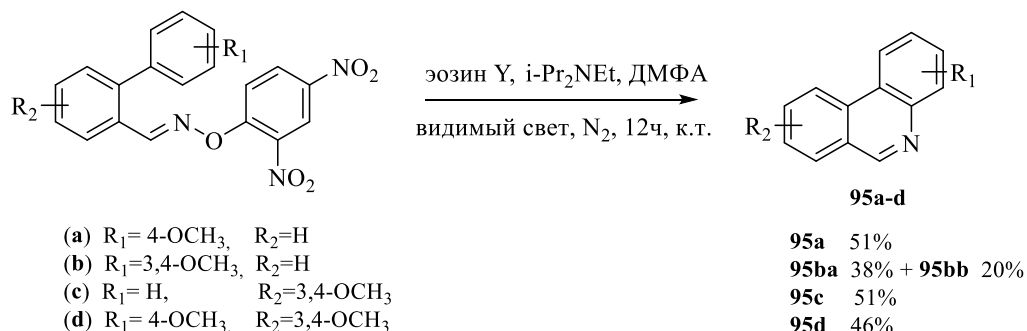 R₁
NO₂
эозин Y, i-Pr₂NEt, ДМФА
R₁
R₂
N
O
видимый свет, N₂, 12ч, к.т.
R₂
N
NO₂
95a-d
(a) R₁= 4-OCH₃, R₂=H
(b) R₁=3,4-OCH₃, R₂=H
(c) R₁= H, R₂=3,4-OCH₃
(d) R₁= 4-OCH₃, R₂=3,4-OCH₃
95a 51%
95ba 38% + 95bb 20%
95c 51%
95d 46%